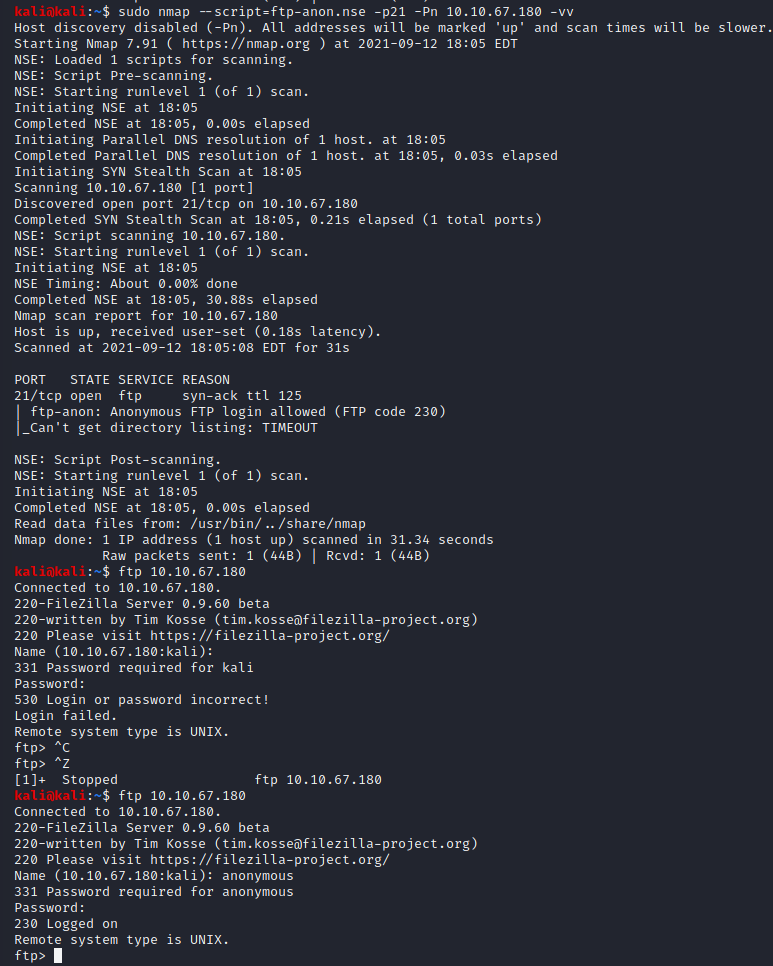 kali@kali:~$ sudo nmap --script=ftp-anon.nse -p21 -Pn 10.10.67.180 -vv
Host discovery disabled (-Pn). All addresses will be marked 'up' and scan times will be slower.
Starting Nmap 7.91 ( https://nmap.org ) at 2021-09-12 18:05 EDT
NSE: Loaded 1 scripts for scanning.
NSE: Script Pre-scanning.
NSE: Starting runlevel 1 (of 1) scan.
Initiating NSE at 18:05
Completed NSE at 18:05, 0.00s elapsed
Initiating Parallel DNS resolution of 1 host. at 18:05
Completed Parallel DNS resolution of 1 host. at 18:05, 0.03s elapsed
Initiating SYN Stealth Scan at 18:05
Scanning 10.10.67.180 [1 port]
Discovered open port 21/tcp on 10.10.67.180
Completed SYN Stealth Scan at 18:05, 0.21s elapsed (1 total ports)
NSE: Script scanning 10.10.67.180.
NSE: Starting runlevel 1 (of 1) scan.
Initiating NSE at 18:05
NSE Timing: About 0.00% done
Completed NSE at 18:05, 30.88s elapsed
Nmap scan report for 10.10.67.180
Host is up, received user-set (0.18s latency).
Scanned at 2021-09-12 18:05:08 EDT for 31s
PORT   STATE SERVICE REASON
21/tcp open  ftp     syn-ack ttl 125
| ftp-anon: Anonymous FTP login allowed (FTP code 230)
|_Can't get directory listing: TIMEOUT
NSE: Script Post-scanning.
NSE: Starting runlevel 1 (of 1) scan.
Initiating NSE at 18:05
Completed NSE at 18:05, 0.00s elapsed
Read data files from: /usr/bin/../share/nmap
Nmap done: 1 IP address (1 host up) scanned in 31.34 seconds
           Raw packets sent: 1 (44B) | Rcvd: 1 (44B)
kali@kali:~$ ftp 10.10.67.180
Connected to 10.10.67.180.
220-FileZilla Server 0.9.60 beta
220-written by Tim Kosse (tim.kosse@filezilla-project.org)
220 Please visit https://filezilla-project.org/
Name (10.10.67.180:kali):
331 Password required for kali
Password:
530 Login or password incorrect!
Login failed.
Remote system type is UNIX.
ftp> ^C
ftp> ^Z
[1]+  Stopped                 ftp 10.10.67.180
kali@kali:~$ ftp 10.10.67.180
Connected to 10.10.67.180.
220-FileZilla Server 0.9.60 beta
220-written by Tim Kosse (tim.kosse@filezilla-project.org)
220 Please visit https://filezilla-project.org/
Name (10.10.67.180:kali): anonymous
331 Password required for anonymous
Password:
230 Logged on
Remote system type is UNIX.
ftp>